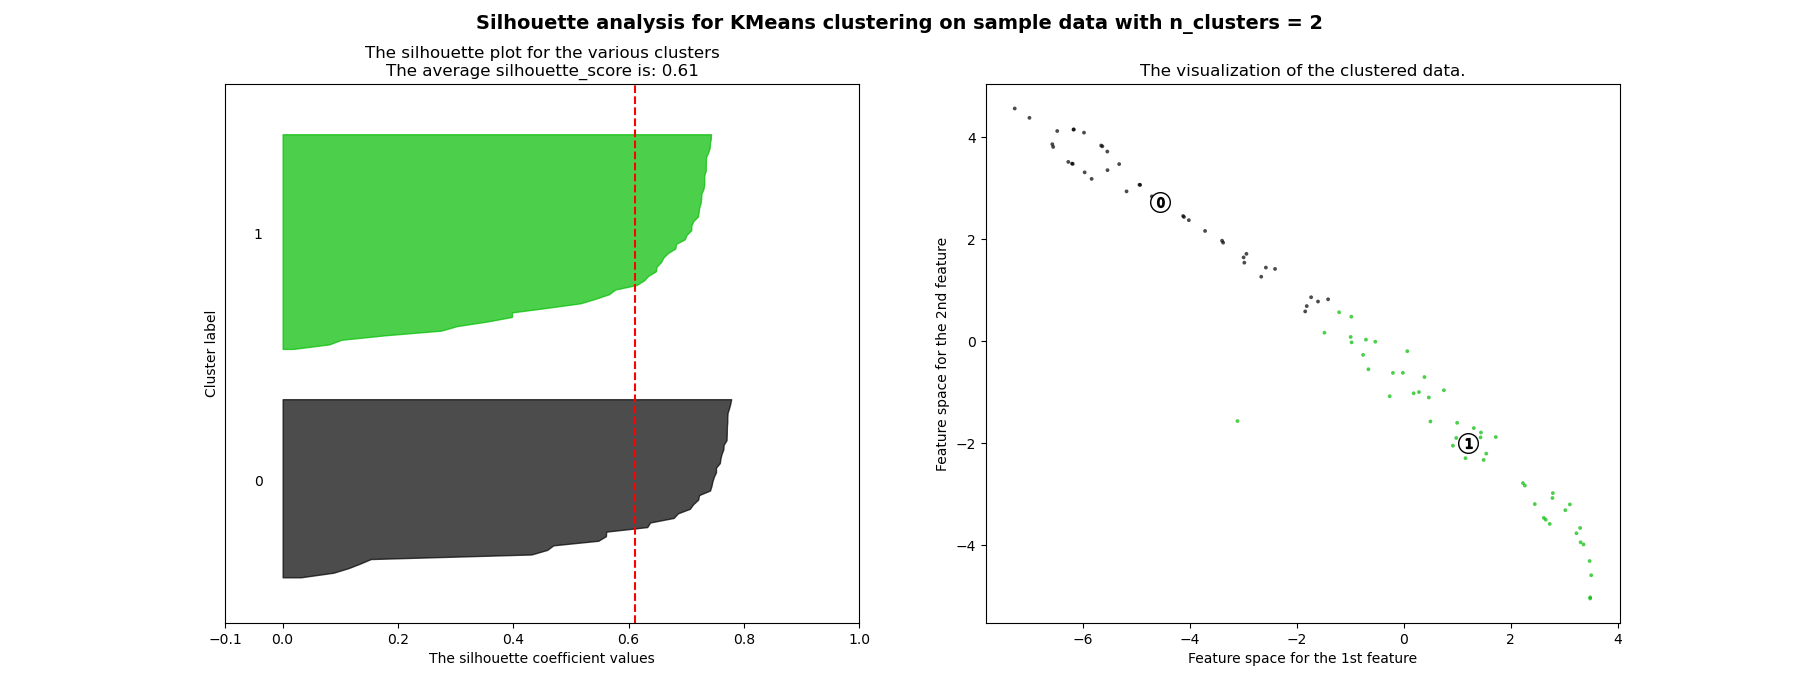 Silhouette analysis for KMeans clustering on sample data with n_clusters = 2
The silhouette plot for the various clusters
The average silhouette_score is: 0.61
Cluster label
1
0
−0.1 0.0 0.2 0.4 0.6 0.8 1.0
The silhouette coefficient values
The visualization of the clustered data.
Feature space for the 2nd feature
4
2
0
−2
−4
0
1
−6 −4 −2 0 2 4
Feature space for the 1st feature